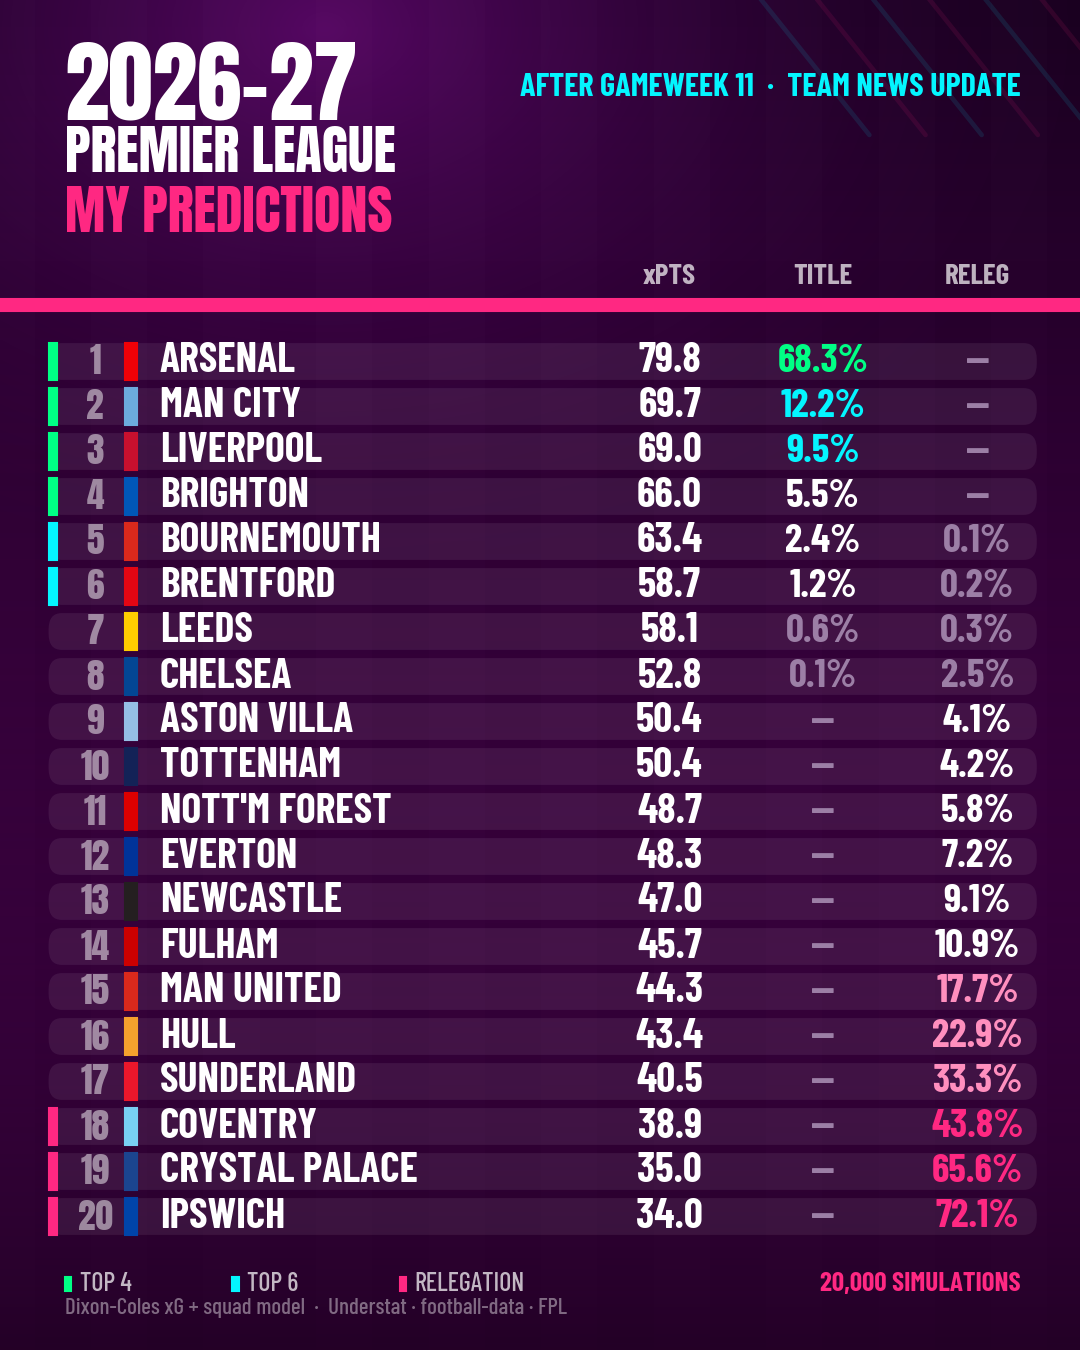 2026-27
PREMIER LEAGUE
MY PREDICTIONS
AFTER GAMEWEEK 11 · TEAM NEWS UPDATE
xPTS TITLE RELEG
1 ARSENAL 79.8 68.3% –
2 MAN CITY 69.7 12.2% –
3 LIVERPOOL 69.0 9.5% –
4 BRIGHTON 66.0 5.5% –
5 BOURNEMOUTH 63.4 2.4% 0.1%
6 BRENTFORD 58.7 1.2% 0.2%
7 LEEDS 58.1 0.6% 0.3%
8 CHELSEA 52.8 0.1% 2.5%
9 ASTON VILLA 50.4 – 4.1%
10 TOTTENHAM 50.4 – 4.2%
11 NOTT'M FOREST 48.7 – 5.8%
12 EVERTON 48.3 – 7.2%
13 NEWCASTLE 47.0 – 9.1%
14 FULHAM 45.7 – 10.9%
15 MAN UNITED 44.3 – 17.7%
16 HULL 43.4 – 22.9%
17 SUNDERLAND 40.5 – 33.3%
18 COVENTRY 38.9 – 43.8%
19 CRYSTAL PALACE 35.0 – 65.6%
20 IPSWICH 34.0 – 72.1%
TOP 4 TOP 6 RELEGATION 20,000 SIMULATIONS
Dixon-Coles xG + squad model · Understat · football-data · FPL